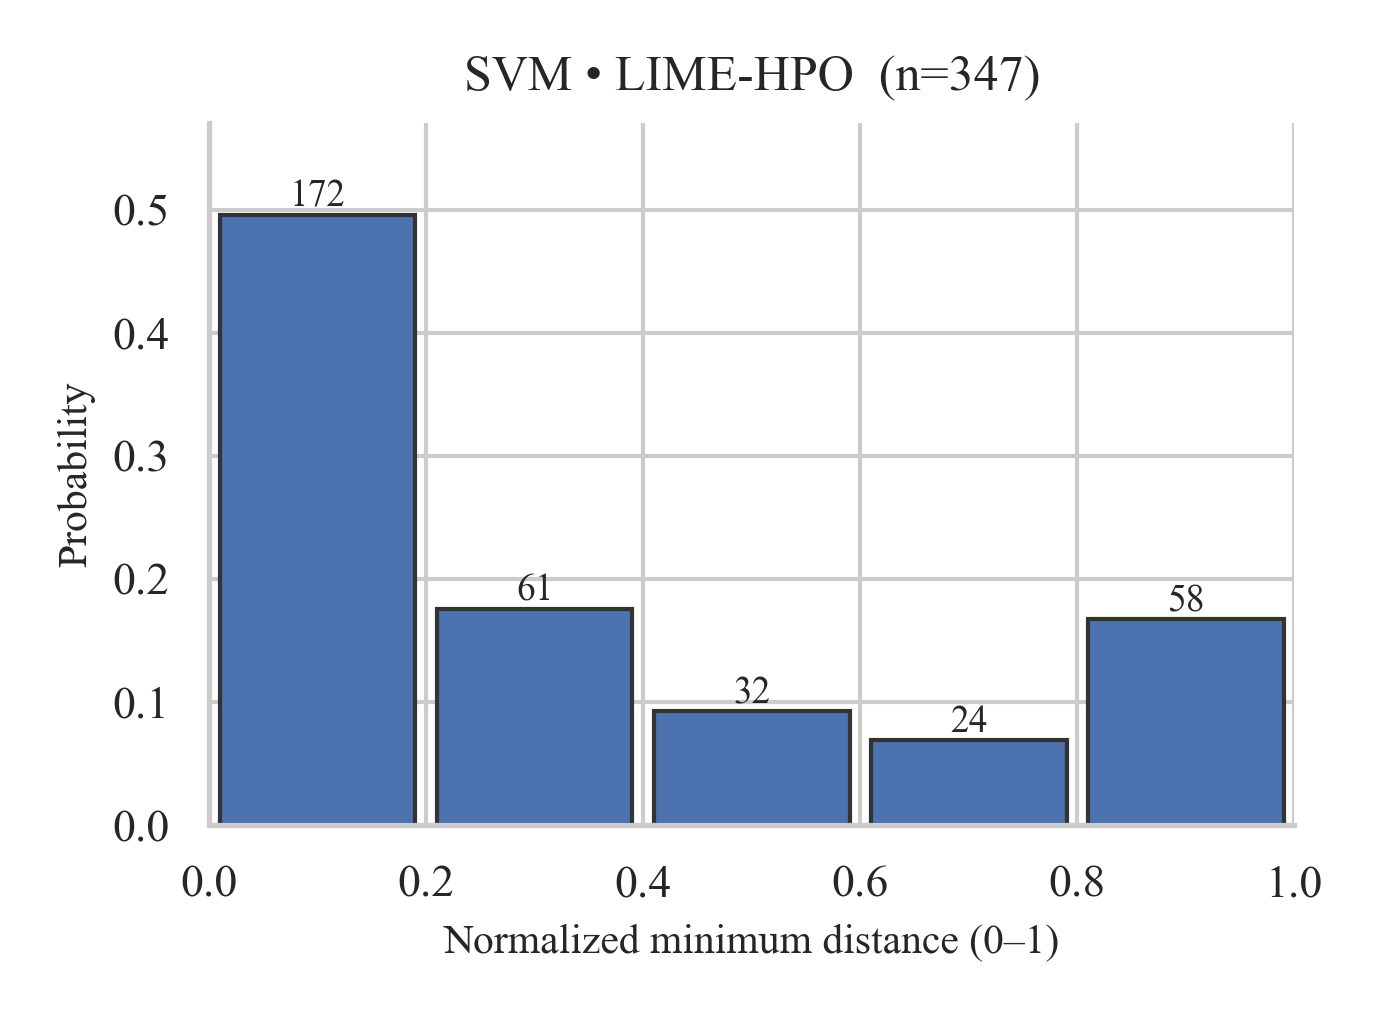 SVM • LIME-HPO (n=347)
172
0.5
0.4
0.3
61
0.2
58
32
0.1
24
0.0
Probability
0.0 0.2 0.4 0.6 0.8 1.0
Normalized minimum distance (0–1)